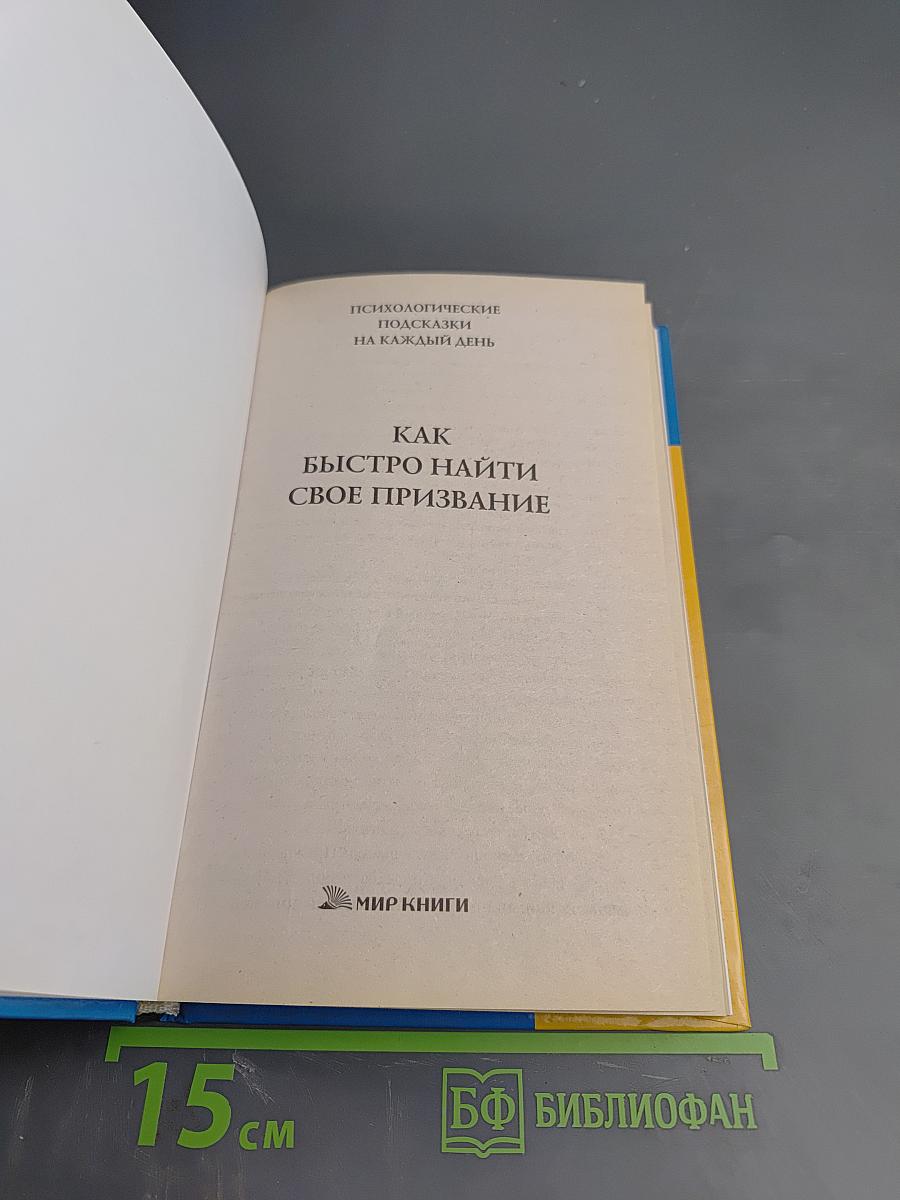 ПСИХОЛОГИЧЕСКИЕ
ПОДСКАЗКИ
НА КАЖДЫЙ ДЕНЬ
КАК
БЫСТРО НАЙТИ
СВОЕ ПРИЗВАНИЕ
МИР КНИГИ
15 см
БФ БИБЛИОФАН